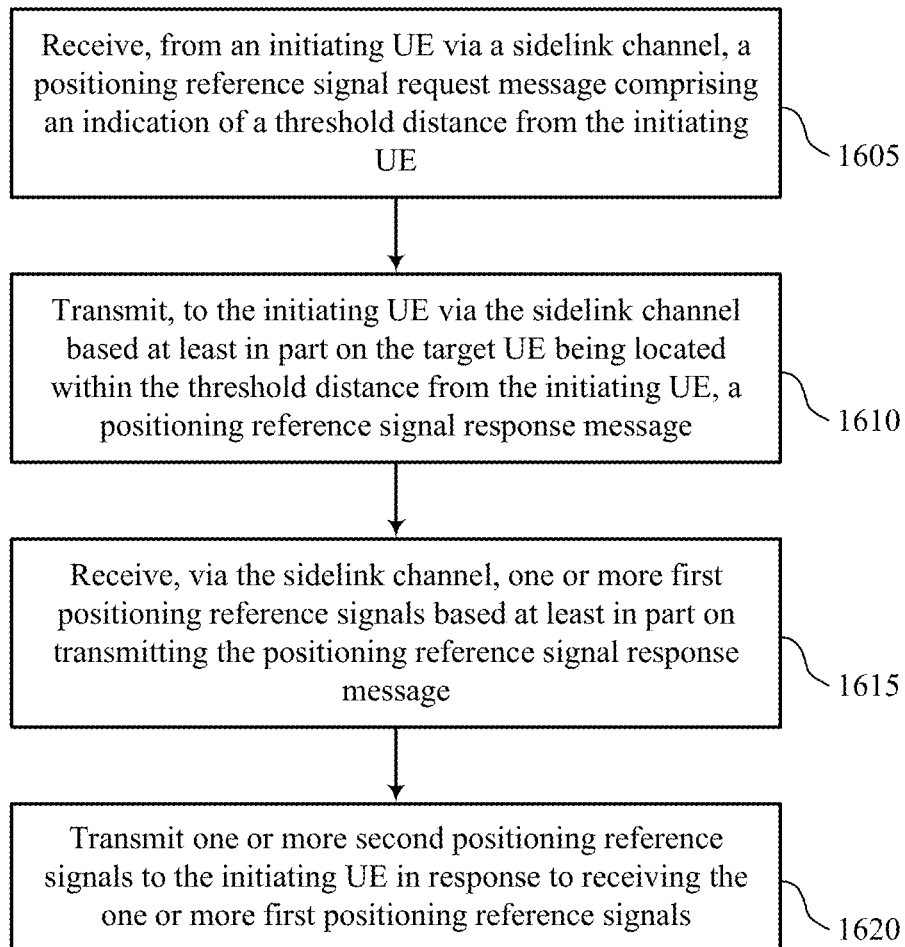 Receive, from an initiating UE via a sidelink channel, a
positioning reference signal request message comprising
an indication of a threshold distance from the initiating
UE
1605
Transmit, to the initiating UE via the sidelink channel
based at least in part on the target UE being located
within the threshold distance from the initiating UE, a
positioning reference signal response message
1610
Receive, via the sidelink channel, one or more first
positioning reference signals based at least in part on
transmitting the positioning reference signal response
message
1615
Transmit one or more second positioning reference
signals to the initiating UE in response to receiving the
one or more first positioning reference signals
1620